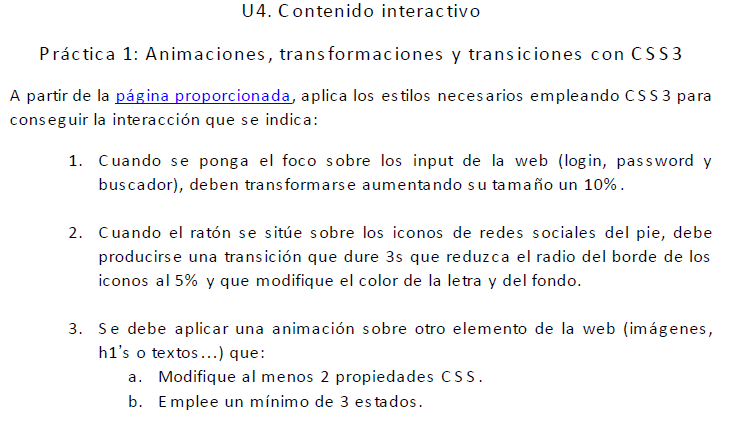 U4. Contenido interactivo
Práctica 1: Animaciones, transformaciones y transiciones con CSS3
A partir de la página proporcionada, aplica los estilos necesarios empleando CSS3 para
conseguir la interacción que se indica:
1. Cuando se ponga el foco sobre los input de la web (login, password y
buscador), deben transformarse aumentando su tamaño un 10%.
2. Cuando el ratón se sitúe sobre los iconos de redes sociales del pie, debe
producirse una transición que dure 3s que reduzca el radio del borde de los
iconos al 5% y que modifique el color de la letra y del fondo.
3. Se debe aplicar una animación sobre otro elemento de la web (imágenes,
h1's o textos...) que:
a. Modifique al menos 2 propiedades CSS.
b. Emplee un mínimo de 3 estados.